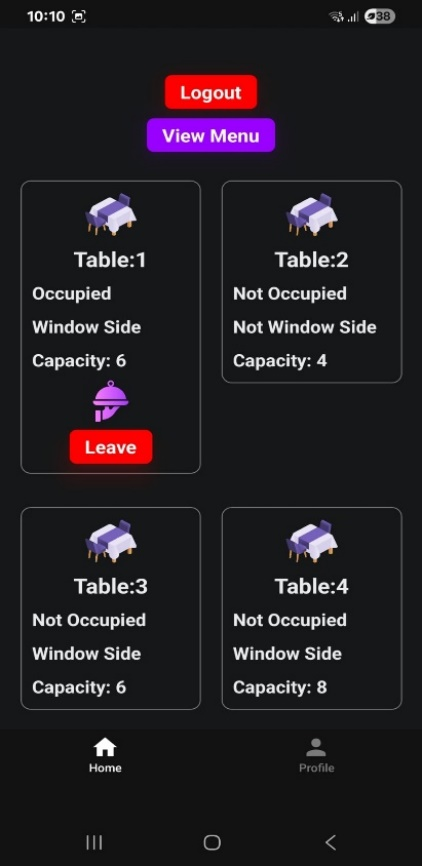 10:10
38
Logout
View Menu
Table:1
Occupied
Window Side
Capacity: 6
Leave
Table:2
Not Occupied
Not Window Side
Capacity: 4
Table:3
Not Occupied
Window Side
Capacity: 6
Table:4
Not Occupied
Window Side
Capacity: 8
Home
Profile